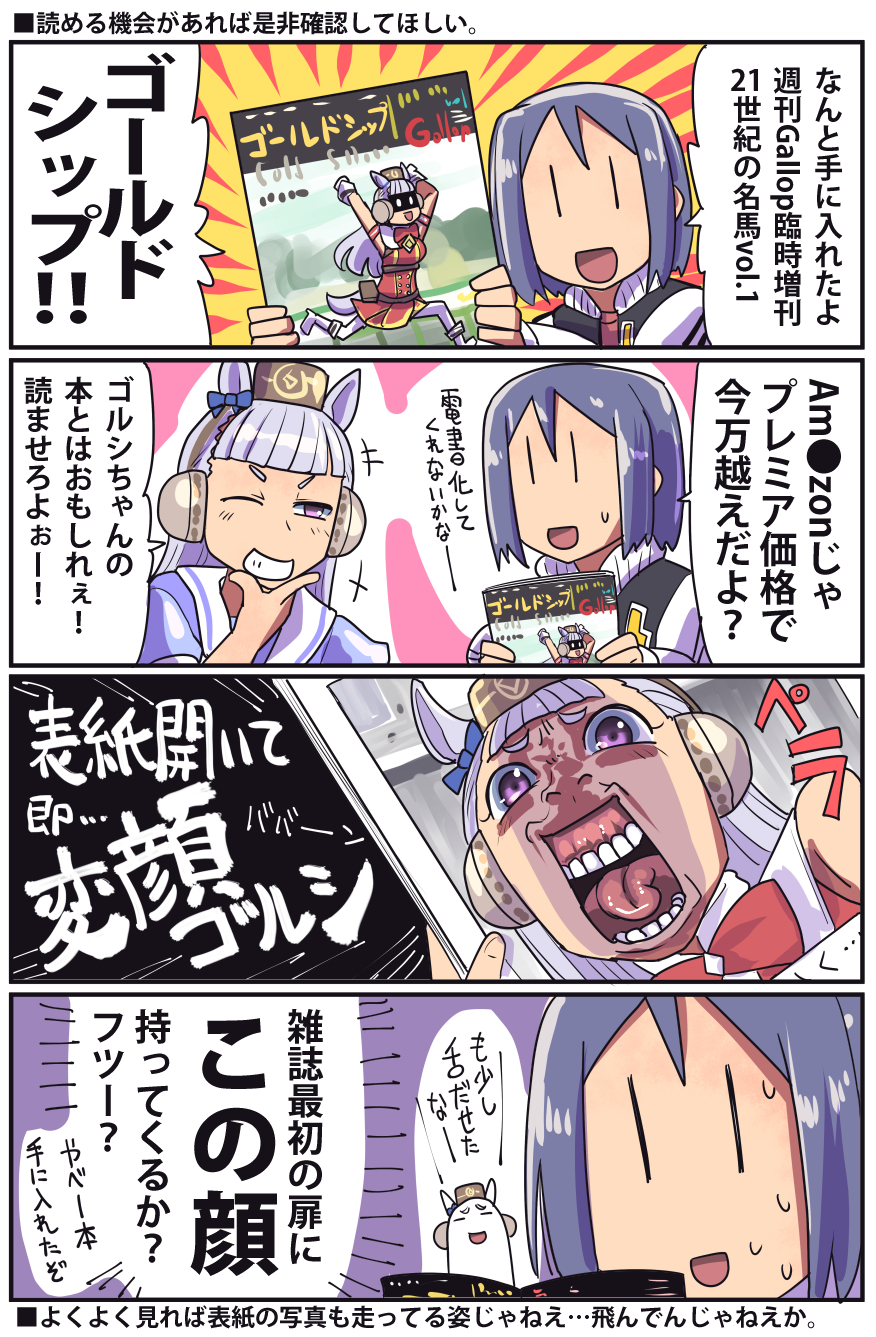 ■読める機会があれば是非確認してほしい。
なんと手に入れたよ
週刊Gallop臨時増刊
21世紀の名馬vol.1
ゴールド
シップ!!
ゴールドシップ
Gallop
Am●zonじゃ
プレミア価格で
今万越えだよ？
電書化して
くれないかなー
ゴールドシップ
Gallop
ゴルシちゃんの
本とはおもしれぇ！
読ませろよぉー！
ペーラ
表紙開いて
即…
ババーン
変顔
ゴルシ
も少し
舌だせた
なー
雑誌最初の扉に
この顔
持ってくるか？
フツー？
やべー本
手に入れたぞ
■よくよく見れば表紙の写真も走ってる姿じゃねえ…飛んでんじゃねえか。